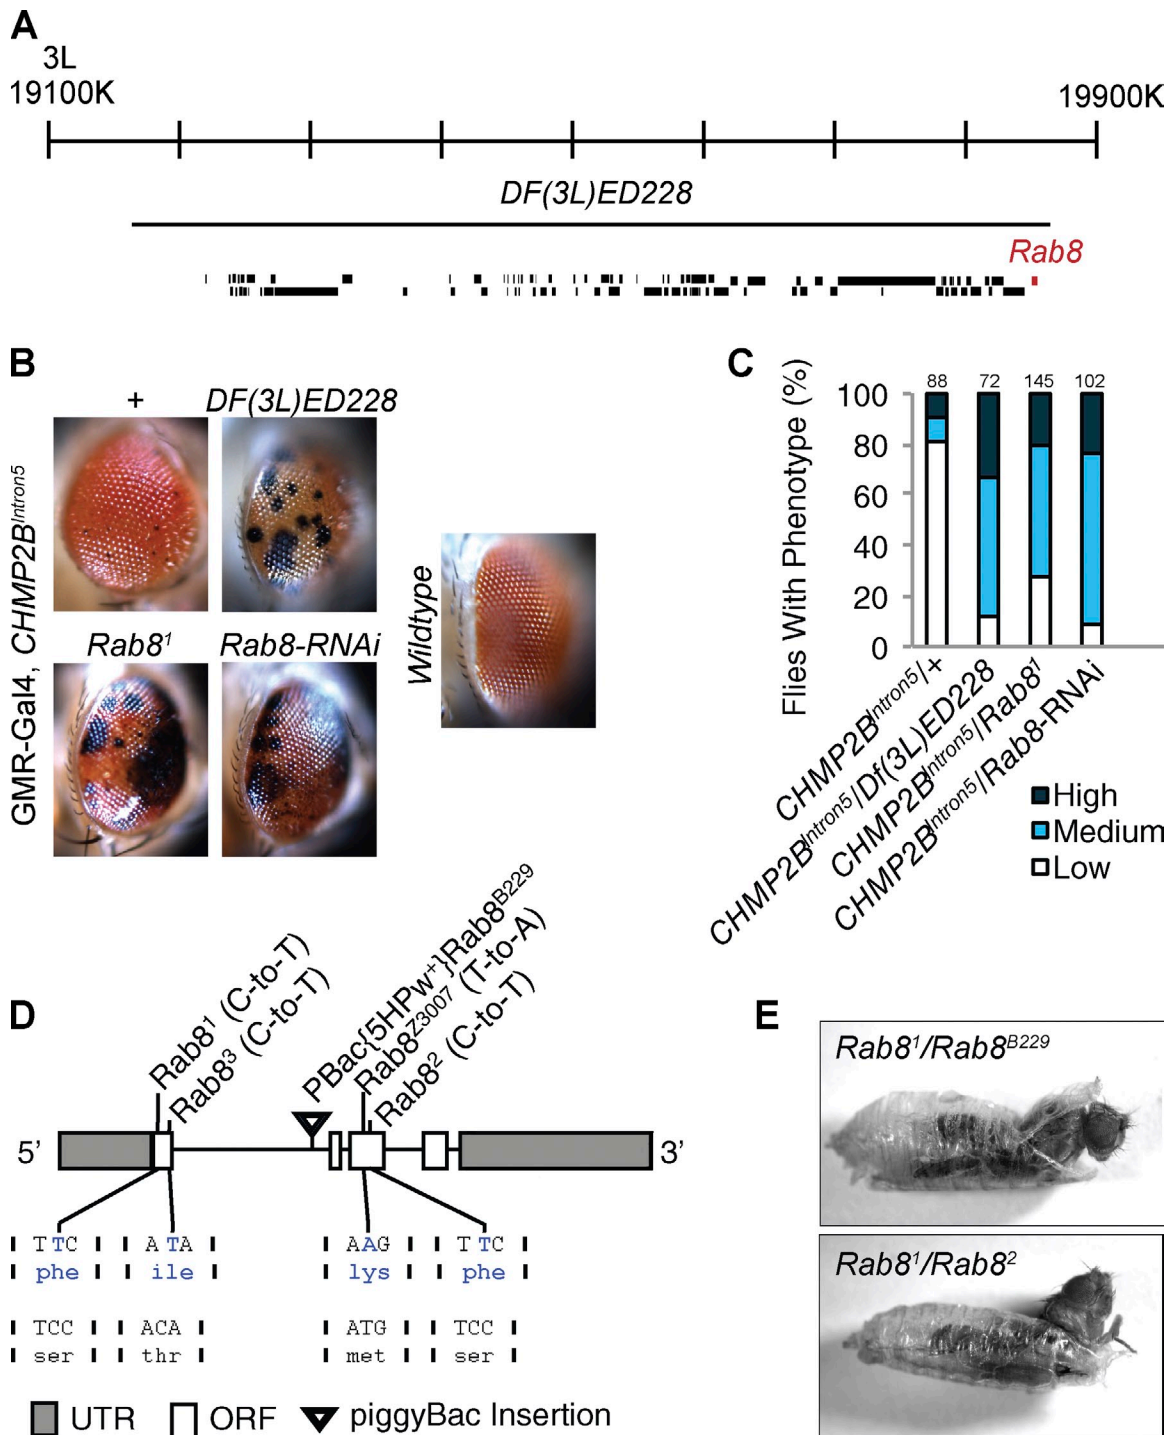 A
3L
19100K
19900K
DF(3L)ED228
Rab8
B
GMR-Gal4, CHMP2B^Intron5
+
DF(3L)ED228
Rab8^1
Rab8-RNAi
Wildtype
C
Flies With Phenotype (%)
100
80
60
40
20
0
88
72
145
102
CHMP2B^Intron5/+
CHMP2B^Intron5/Df(3L)ED228
CHMP2B^Intron5/Rab8^1
CHMP2B^Intron5/Rab8-RNAi
High
Medium
Low
D
Rab8^1 (C-to-T)
Rab8^3 (C-to-T)
PBac{5HPw^+}Rab8^B229
Rab8^Z3007 (T-to-A)
Rab8^2 (C-to-T)
5’
3’
TTC ATA AAG TTC
phe ile lys phe
TCC ACA ATG TCC
ser thr met ser
UTR
ORF
piggyBac Insertion
E
Rab8^1/Rab8^B229
Rab8^1/Rab8^2